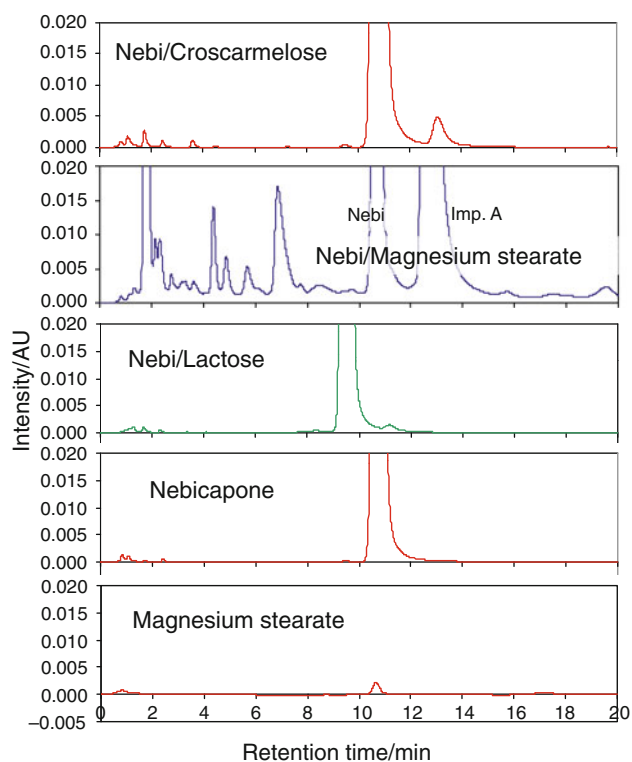 Intensity/AU
0.020
0.015
0.010
0.005
0.000
Nebi/Croscarmelose
0.020
0.015
0.010
0.005
0.000
Nebi
Imp. A
Nebi/Magnesium stearate
0.020
0.015
0.010
0.005
0.000
Nebi/Lactose
0.020
0.015
0.010
0.005
0.000
Nebicapone
0.020
0.015
0.010
0.005
0.000
–0.005
Magnesium stearate
0 2 4 6 8 10 12 14 16 18 20
Retention time/min